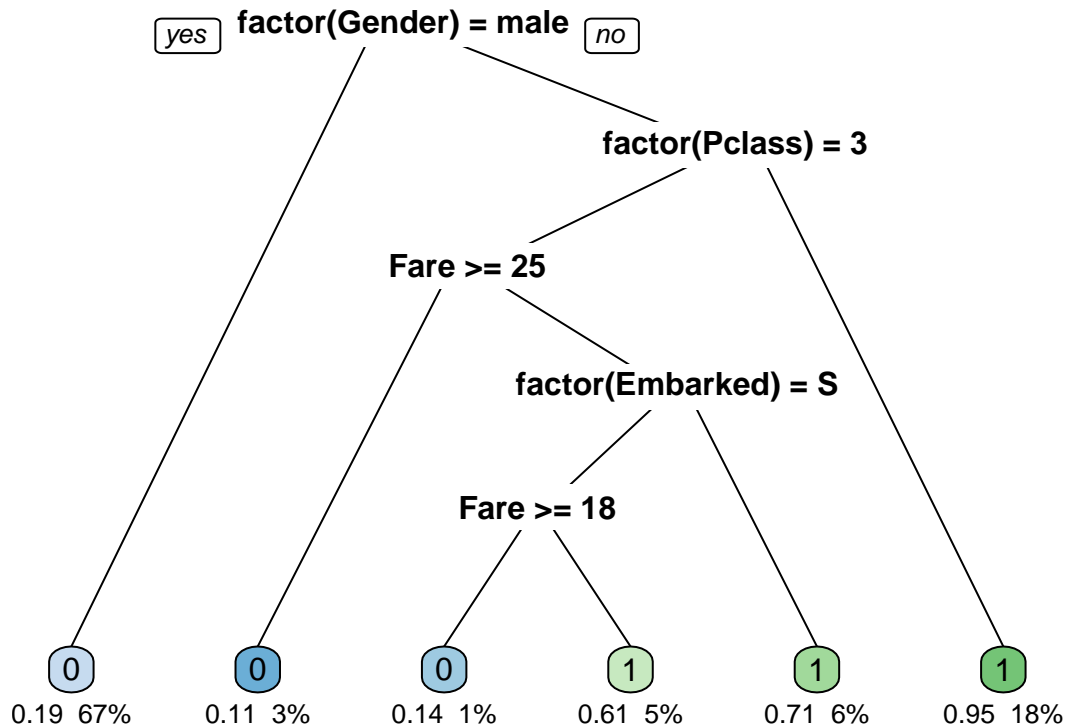 yes factor(Gender) = male no
factor(Pclass) = 3
Fare >= 25
factor(Embarked) = S
Fare >= 18
0 0 0 1 1 1
0.19 67% 0.11 3% 0.14 1% 0.61 5% 0.71 6% 0.95 18%